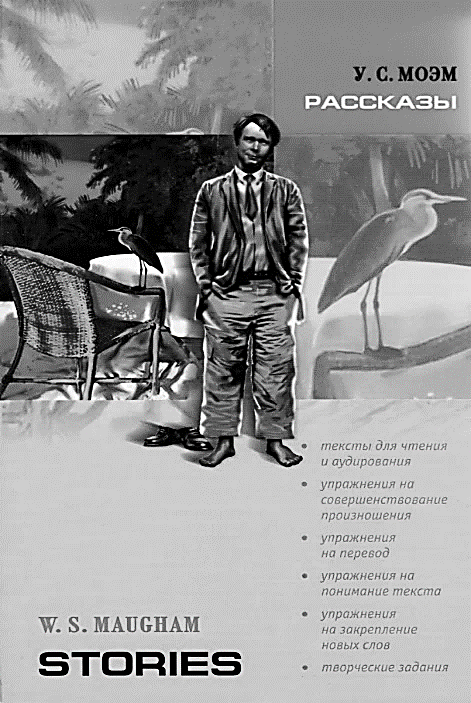 У. С. МОЭМ
РАССКАЗЫ
• тексты для чтения
и аудирования
• упражнения на
совершенствование
произношения
• упражнения
на перевод
• упражнения на
понимание текста
• упражнения
на закрепление
новых слов
• творческие задания
W. S. MAUGHAM
STORIES